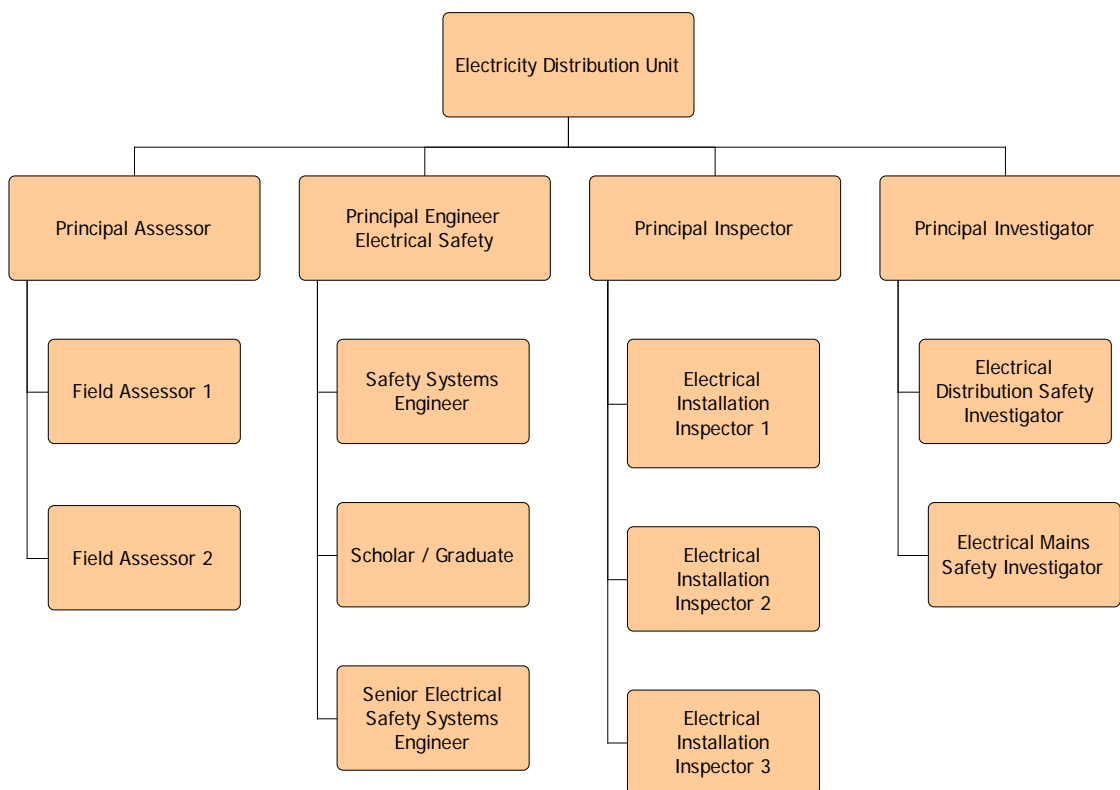 Electricity Distribution Unit
Principal Assessor
Principal Engineer
Electrical Safety
Principal Inspector
Principal Investigator
Field Assessor 1
Safety Systems
Engineer
Electrical
Installation
Inspector 1
Electrical
Distribution Safety
Investigator
Field Assessor 2
Scholar / Graduate
Electrical
Installation
Inspector 2
Electrical Mains
Safety Investigator
Senior Electrical
Safety Systems
Engineer
Electrical
Installation
Inspector 3